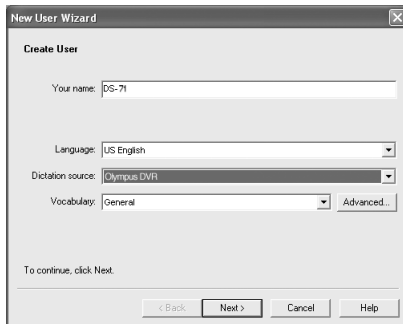 New User Wizard
Create User
Your name: DS-71
Language: US English
Dictation source: Olympus DVR
Vocabulary: General Advanced...
To continue, click Next.
< Back Next > Cancel Help